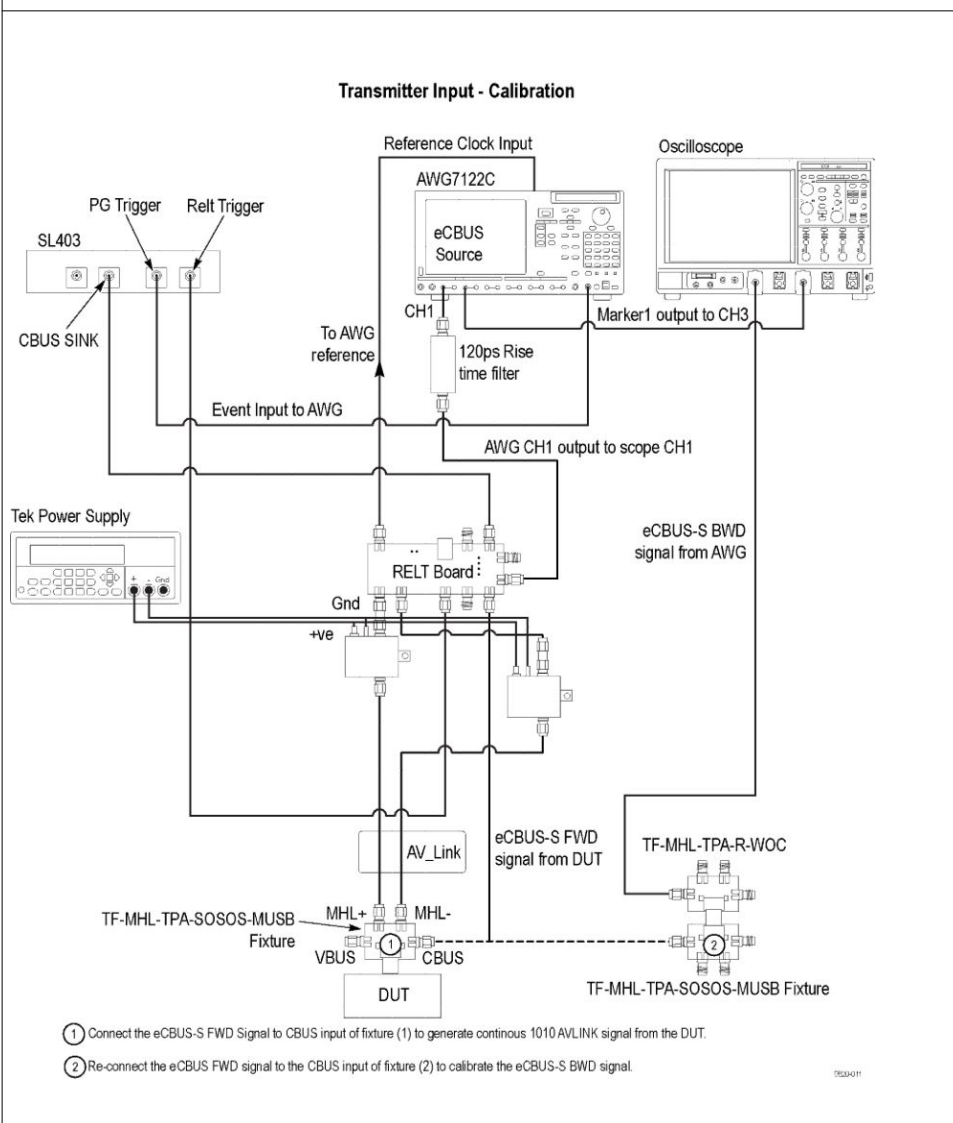 Transmitter Input - Calibration
Reference Clock Input
Oscilloscope
AWG7122C
PG Trigger
Relt Trigger
SL403
eCBUS
Source
CBUS SINK
CH1
Marker1 output to CH3
To AWG
reference
120ps Rise
time filter
Event Input to AWG
AWG CH1 output to scope CH1
Tek Power Supply
eCBUS-S BWD
signal from AWG
+ - Gnd
RELT Board
Gnd
+ve
eCBUS-S FWD
signal from DUT
AV_Link
TF-MHL-TPA-R-WOC
TF-MHL-TPA-SOSOS-MUSB
Fixture
MHL+
MHL-
1
2
VBUS
CBUS
DUT
TF-MHL-TPA-SOSOS-MUSB Fixture
1 Connect the eCBUS-S FWD Signal to CBUS input of fixture (1) to generate continous 1010 AVLINK signal from the DUT.
2 Re-connect the eCBUS FWD signal to the CBUS input of fixture (2) to calibrate the eCBUS-S BWD signal.